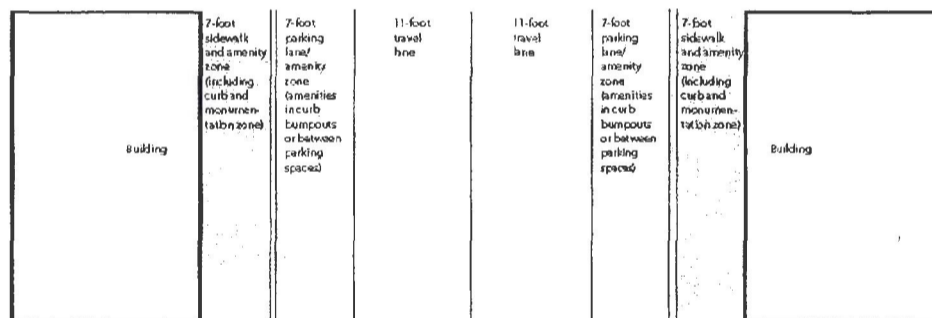 7-foot
sidewalk
and amenity
zone
(including
curb and
monumen-
tation zone)
7-foot
parking
lane/
amenity
zone
(amenities
in curb
bumpouts
or between
parking
spaces)
11-foot
travel
lane
11-foot
travel
lane
7-foot
parking
lane/
amenity
zone
(amenities
in curb
bumpouts
or between
parking
spaces)
7-foot
sidewalk
and amenity
zone
(including
curb and
monumen-
tation zone)
Building
Building